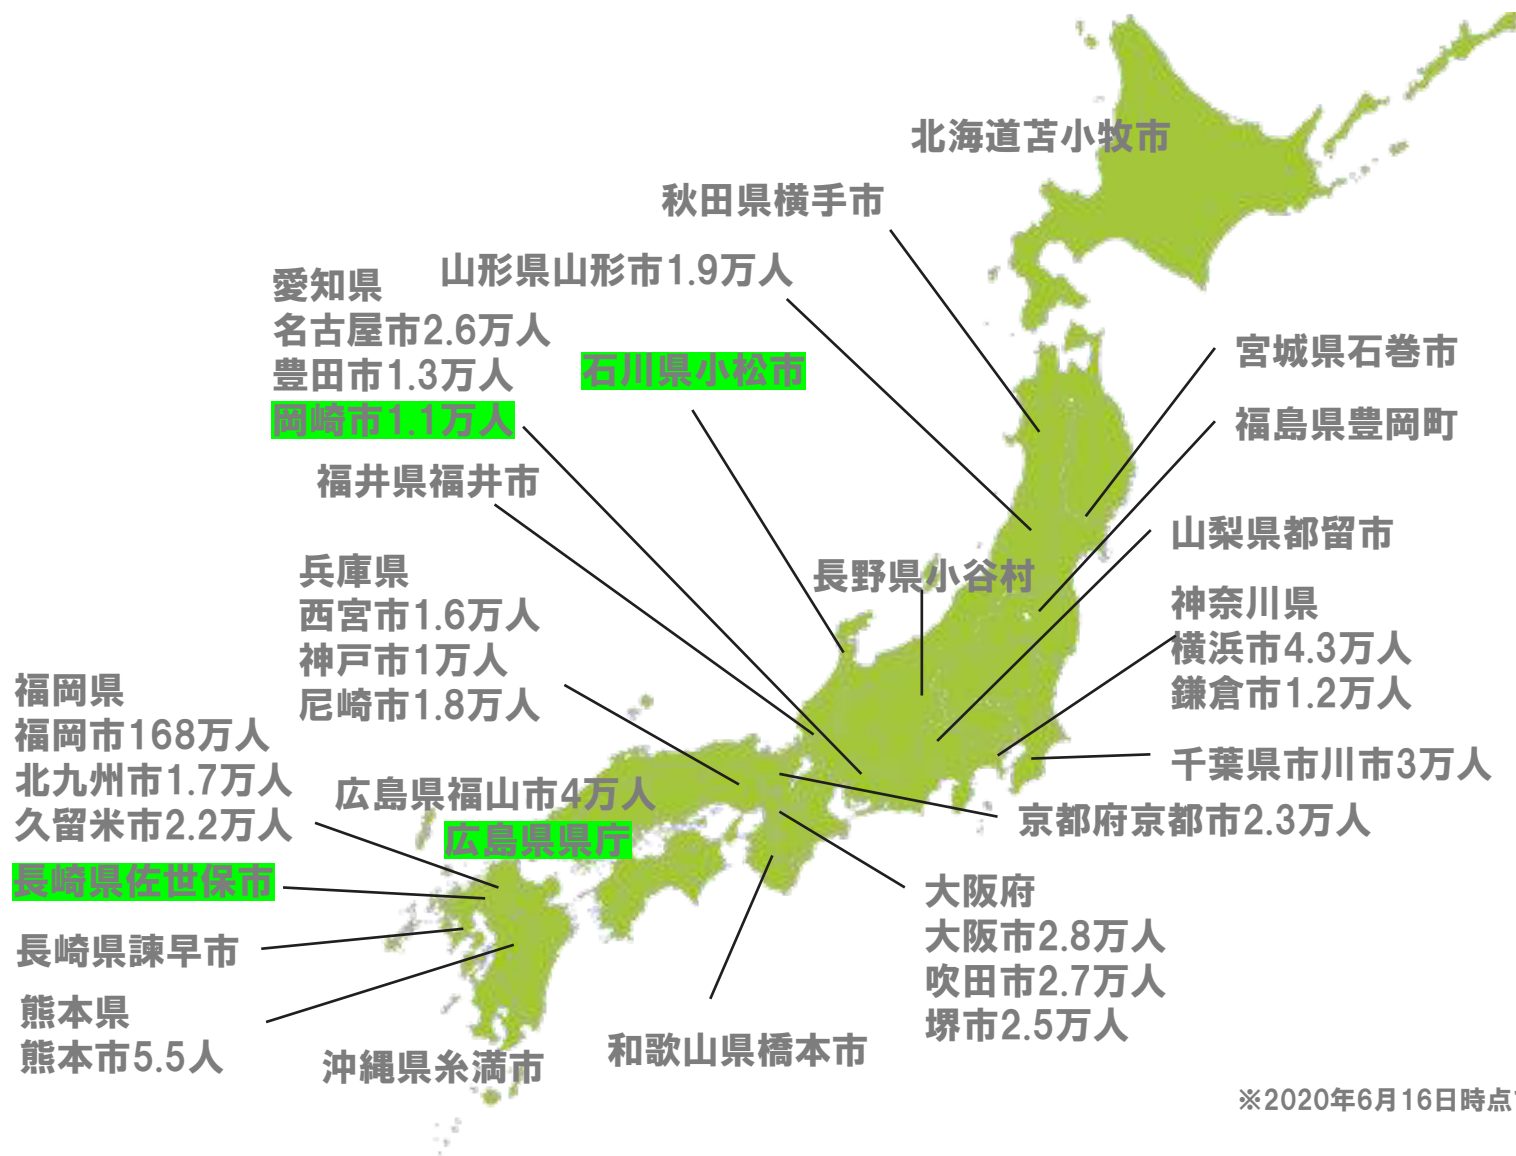 北海道苫小牧市
秋田県横手市
山形県山形市1.9万人
愛知県
名古屋市2.6万人
豊田市1.3万人
岡崎市1.1万人
石川県小松市
宮城県石巻市
福島県豊岡町
福井県福井市
山梨県都留市
長野県小谷村
兵庫県
西宮市1.6万人
神戸市1万人
尼崎市1.8万人
神奈川県
横浜市4.3万人
鎌倉市1.2万人
福岡県
福岡市168万人
北九州市1.7万人
久留米市2.2万人
千葉県市川市3万人
広島県福山市4万人
広島県県庁
京都府京都市2.3万人
長崎県佐世保市
大阪府
大阪市2.8万人
吹田市2.7万人
堺市2.5万人
長崎県諫早市
熊本県
熊本市5.5人
沖縄県糸満市
和歌山県橋本市
※2020年6月16日時点